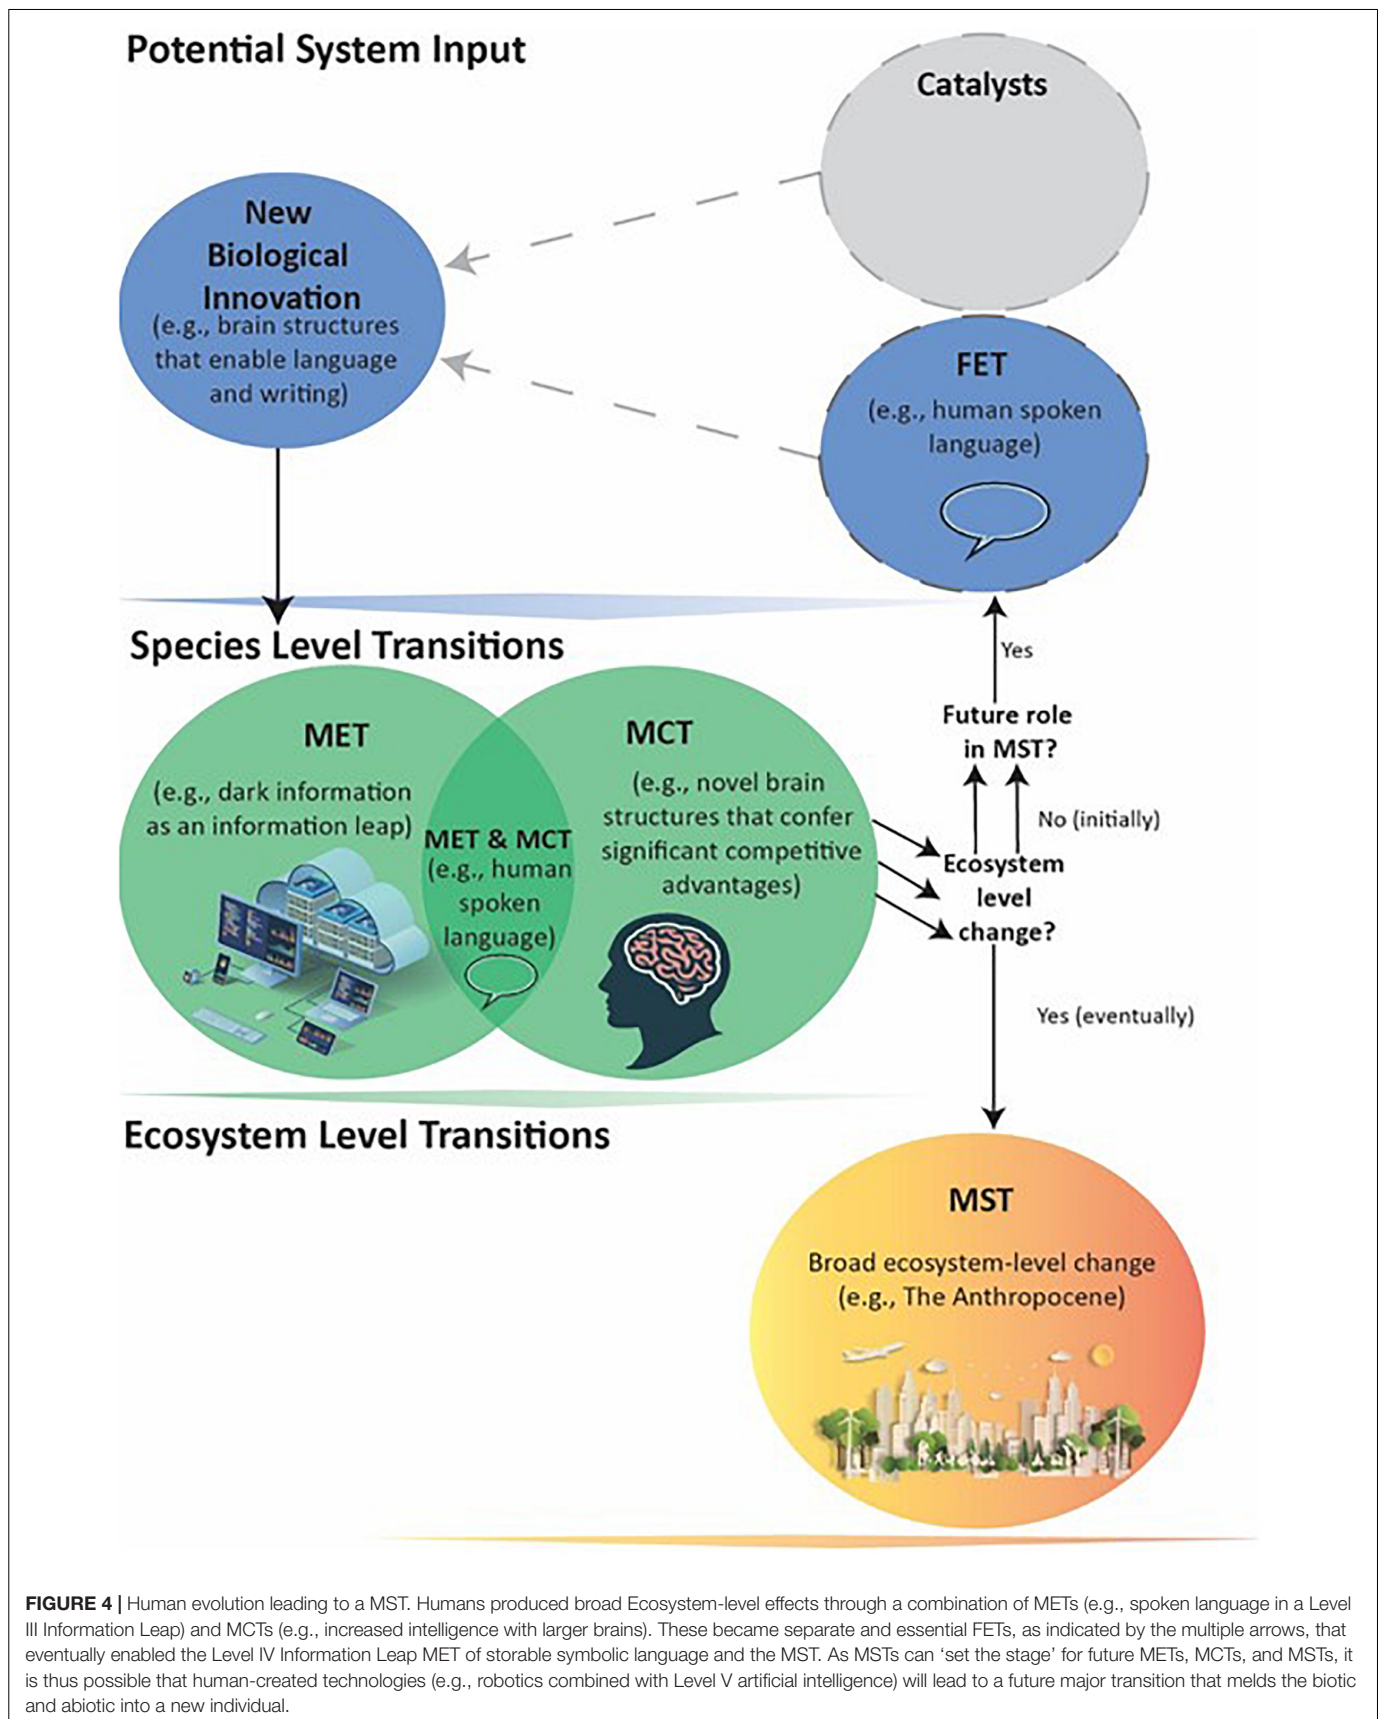 Potential System Input
Catalysts
New
Biological
Innovation
(e.g., brain structures
that enable language
and writing)
FET
(e.g., human spoken
language)
Yes
Species Level Transitions
Future role
in MST?
MET
(e.g., dark information
as an information leap)
MET & MCT
(e.g., human
spoken
language)
MCT
(e.g., novel brain
structures that confer
significant competitive
advantages)
No (initially)
Ecosystem
level
change?
Yes (eventually)
Ecosystem Level Transitions
MST
Broad ecosystem-level change
(e.g., The Anthropocene)
FIGURE 4 | Human evolution leading to a MST. Humans produced broad Ecosystem-level effects through a combination of METs (e.g., spoken language in a Level
III Information Leap) and MCTs (e.g., increased intelligence with larger brains). These became separate and essential FETs, as indicated by the multiple arrows, that
eventually enabled the Level IV Information Leap MET of storable symbolic language and the MST. As MSTs can ‘set the stage’ for future METs, MCTs, and MSTs, it
is thus possible that human-created technologies (e.g., robotics combined with Level V artificial intelligence) will lead to a future major transition that melds the biotic
and abiotic into a new individual.